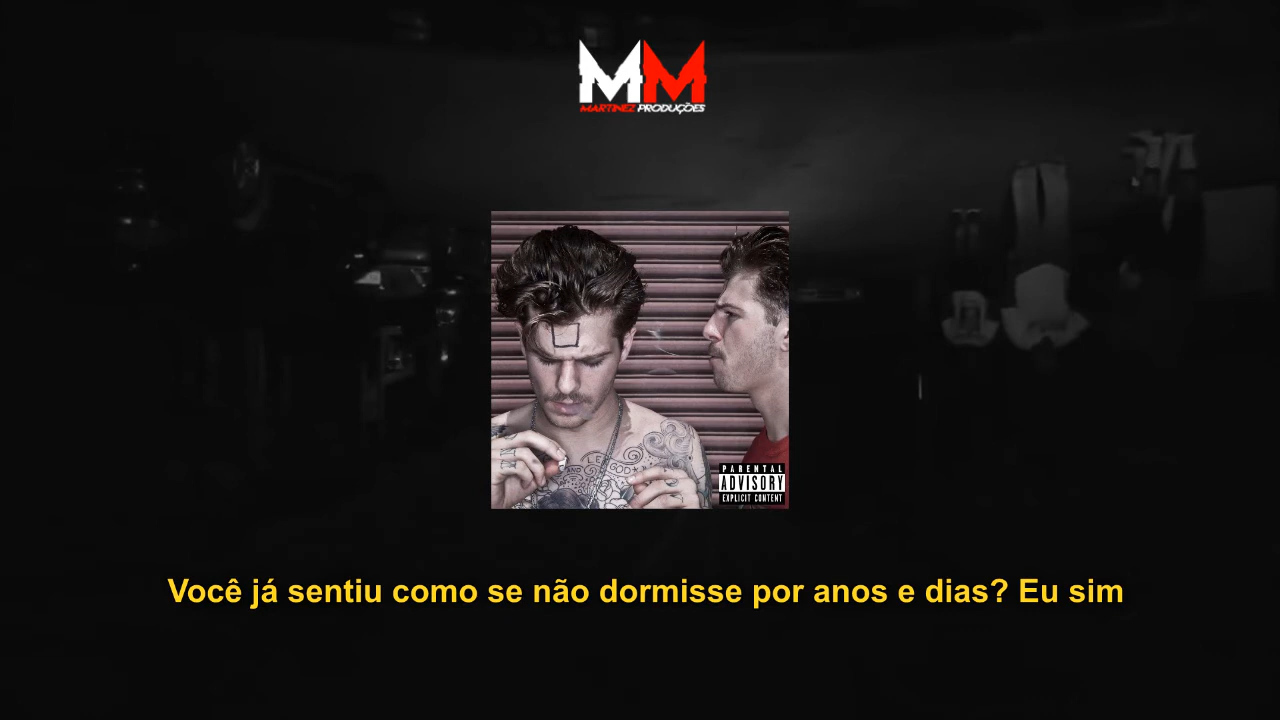 MM
MARTINEZ PRODUÇÕES
PARENTAL
ADVISORY
EXPLICIT CONTENT
Você já sentiu como se não dormisse por anos e dias? Eu sim